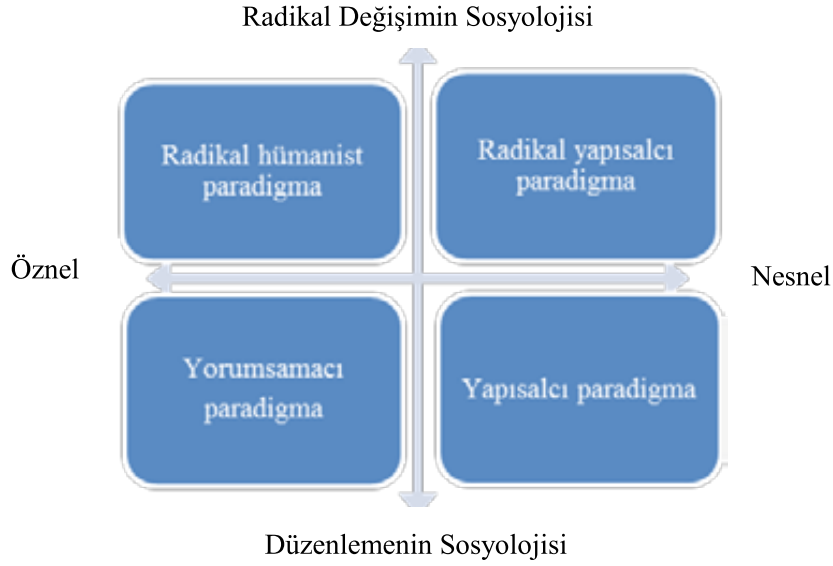 Radikal Değişimin Sosyolojisi
Radikal hümanist
paradigma
Radikal yapısalcı
paradigma
Öznel
Nesnel
Yorumsamacı
paradigma
Yapısalcı paradigma
Düzenlemenin Sosyolojisi